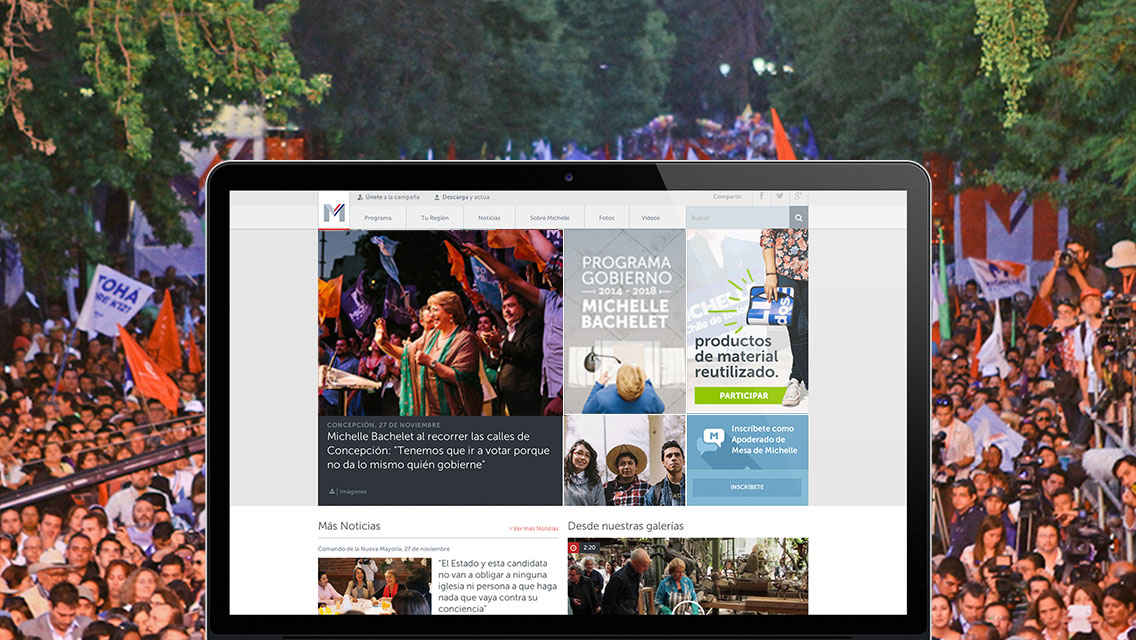 Únete a la campaña
Descarga y actúa
Compartir:
M
Programa
Tu Región
Noticias
Sobre Michelle
Fotos
Videos
Buscar
PROGRAMA
GOBIERNO
2014 - 2018
MICHELLE
BACHELET
productos
de material
reutilizado.
PARTICIPAR
CONCEPCIÓN, 27 DE NOVIEMBRE
Michelle Bachelet al recorrer las calles de
Concepción: "Tenemos que ir a votar porque
no da lo mismo quién gobierne"
Imágenes
M
Inscríbete como
Apoderado de
Mesa de Michelle
INSCRÍBETE
Más Noticias
> Ver más Noticias
Comando de la Nueva Mayoría, 27 de noviembre
"El Estado y esta candidata
no van a obligar a ninguna
iglesia ni persona a que haga
nada que vaya contra su
conciencia"
Desde nuestras galerías
2:20
TOHA
M